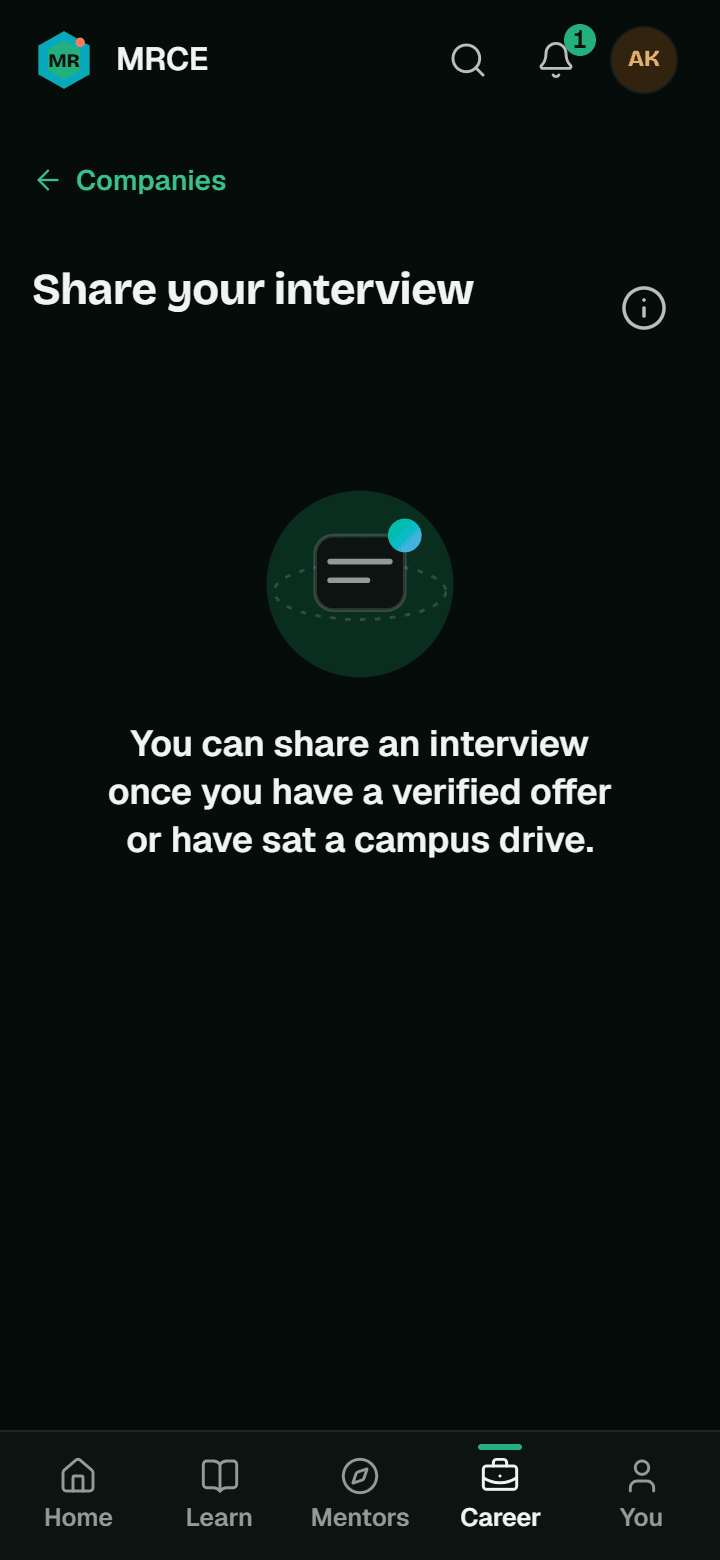 MR
MRCE
1
AK
Companies
Share your interview
You can share an interview
once you have a verified offer
or have sat a campus drive.
Home
Learn
Mentors
Career
You